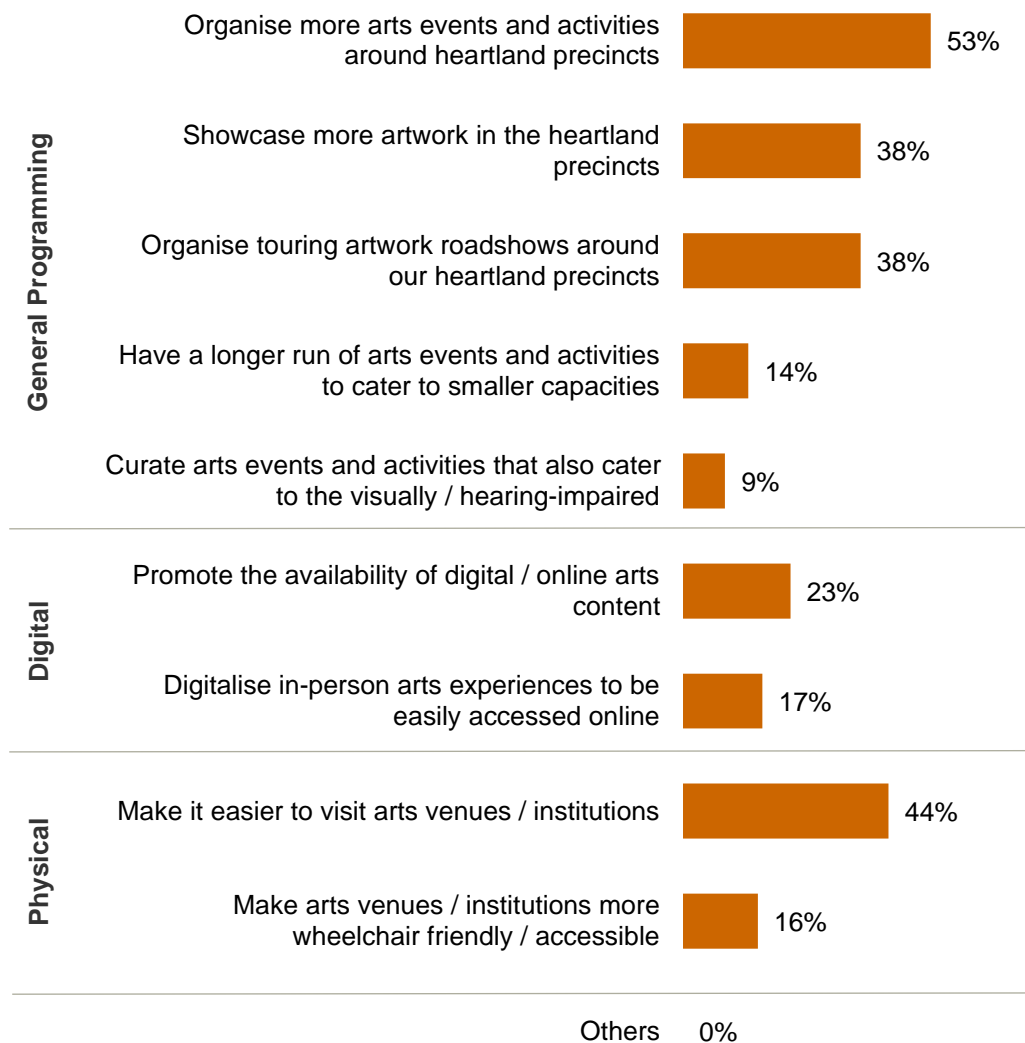 General Programming
Organise more arts events and activities
around heartland precincts
53%
Showcase more artwork in the heartland
precincts
38%
Organise touring artwork roadshows around
our heartland precincts
38%
Have a longer run of arts events and activities
to cater to smaller capacities
14%
Curate arts events and activities that also cater
to the visually / hearing-impaired
9%
Digital
Promote the availability of digital / online arts
content
23%
Digitalise in-person arts experiences to be
easily accessed online
17%
Physical
Make it easier to visit arts venues / institutions
44%
Make arts venues / institutions more
wheelchair friendly / accessible
16%
Others 0%